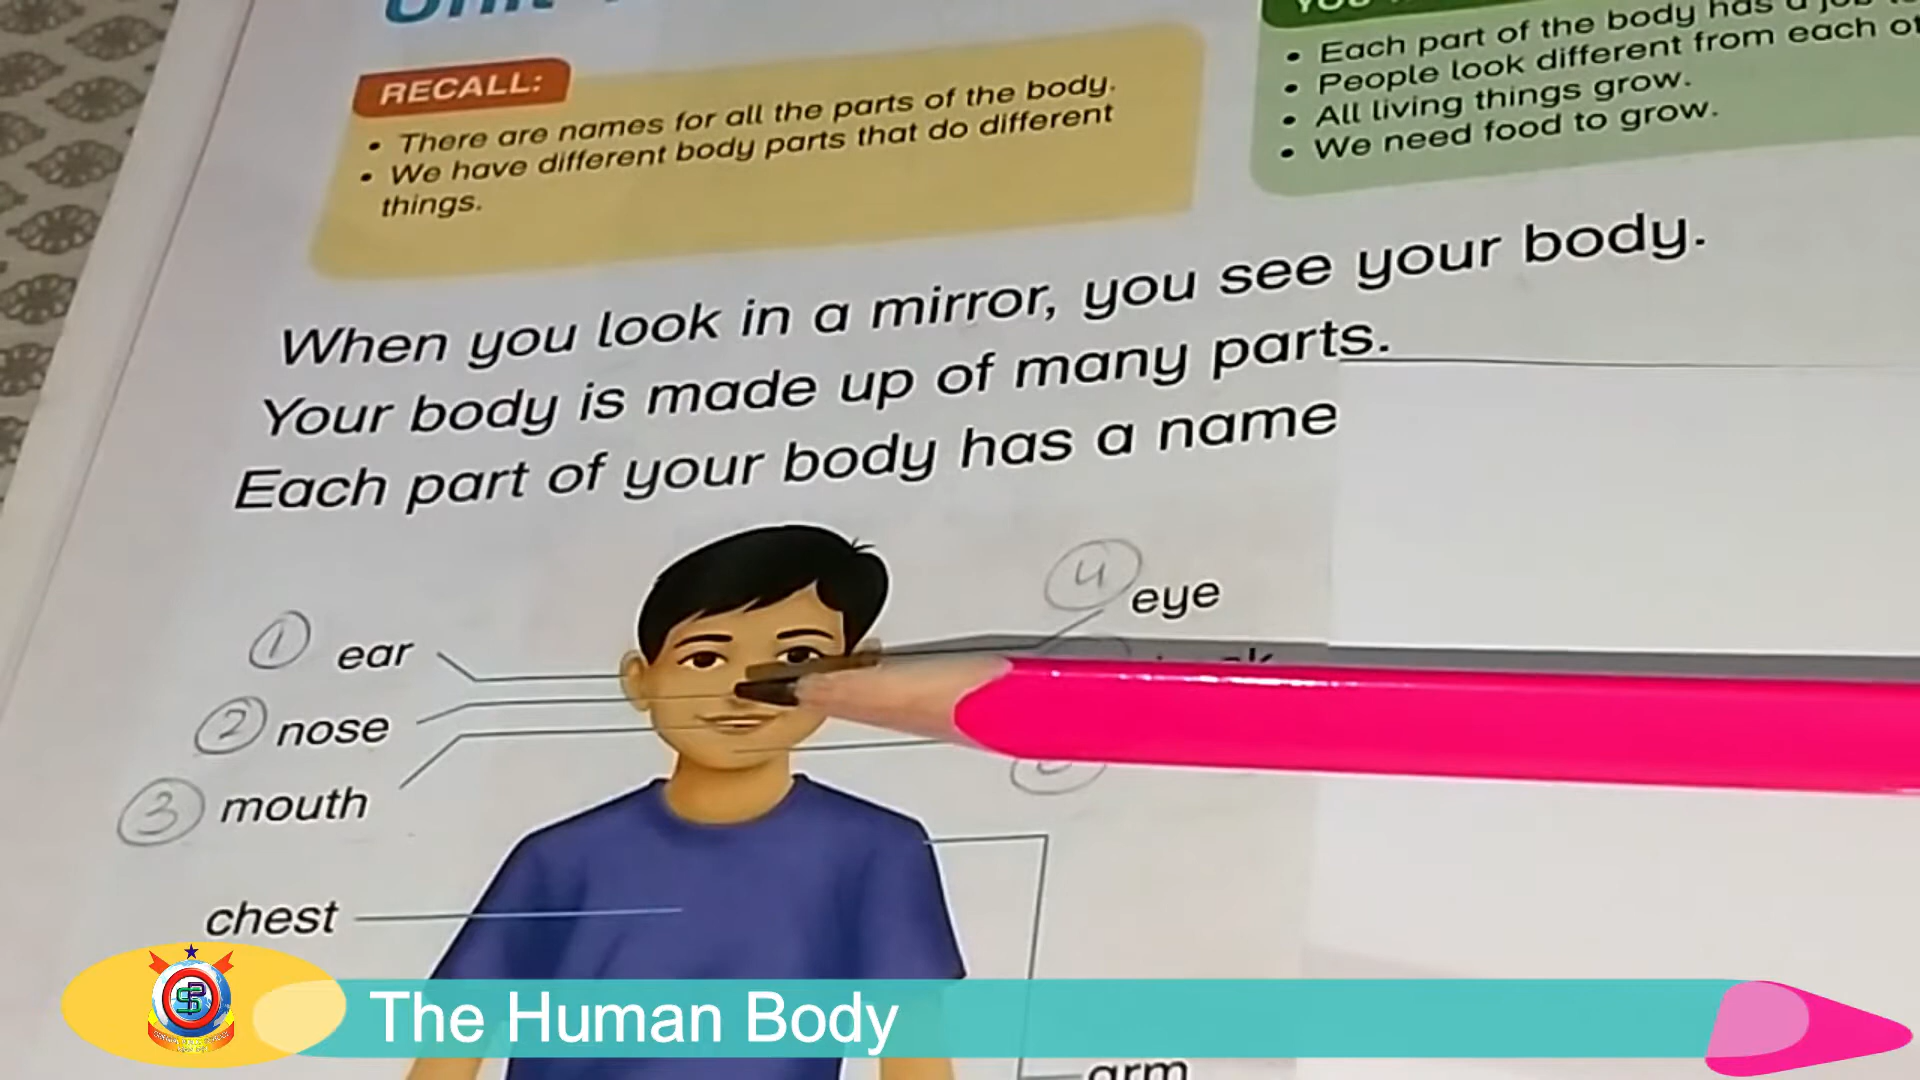 RECALL:
• There are names for all the parts of the body.
• We have different body parts that do different
things.
• Each part of the body has a
• People look different from each
• All living things grow.
• We need food to grow.
When you look in a mirror, you see your body.
Your body is made up of many parts.
Each part of your body has a name
4 eye
1 ear
2 nose
3 mouth
chest
arm
The Human Body